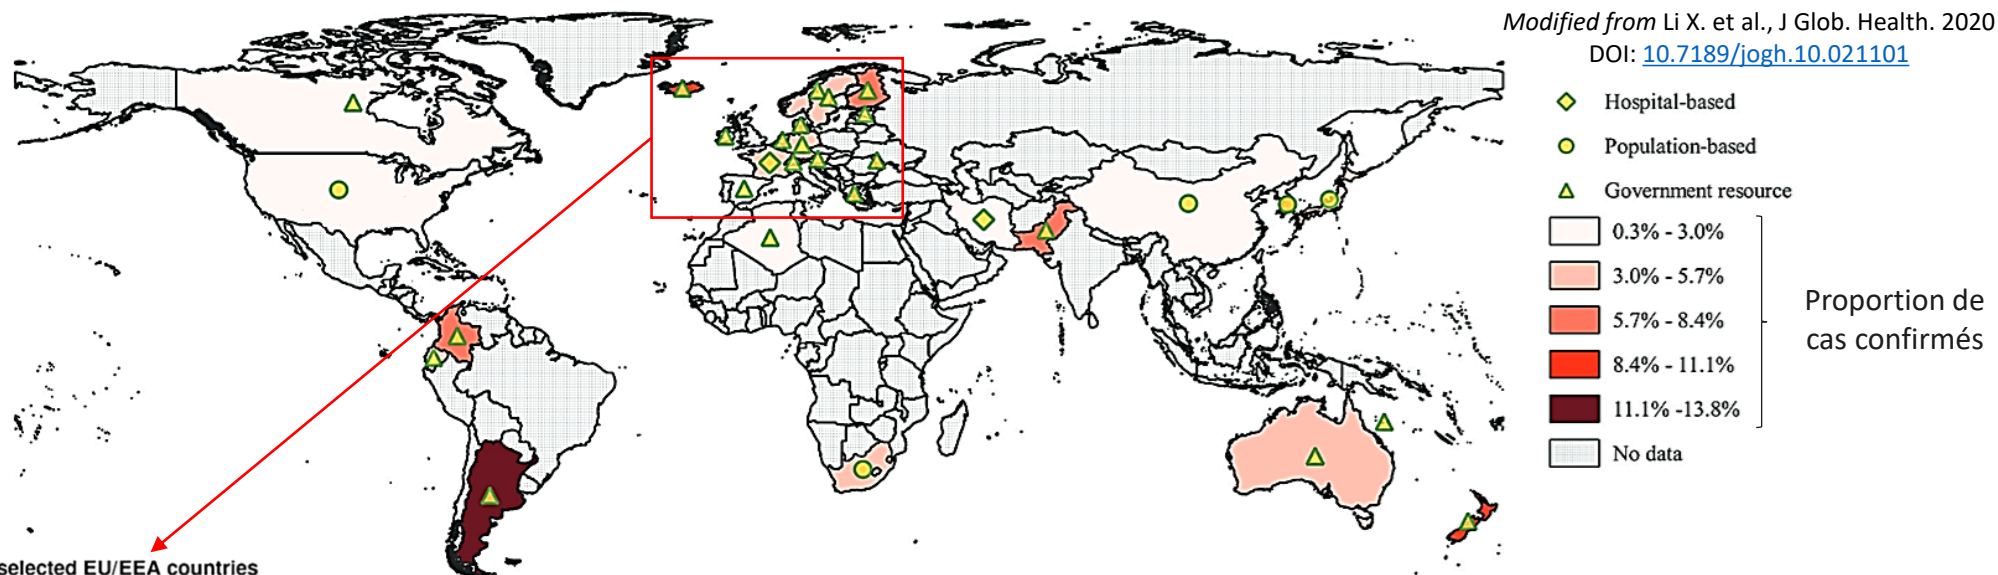 Modified from Li X. et al., J Glob. Health. 2020
DOI: 10.7189/jogh.10.021101
Hospital-based
Population-based
Government resource
0.3% - 3.0%
3.0% - 5.7%
5.7% - 8.4%
8.4% - 11.1%
11.1% -13.8%
No data
Proportion de
cas confirmés
selected EU/EEA countries